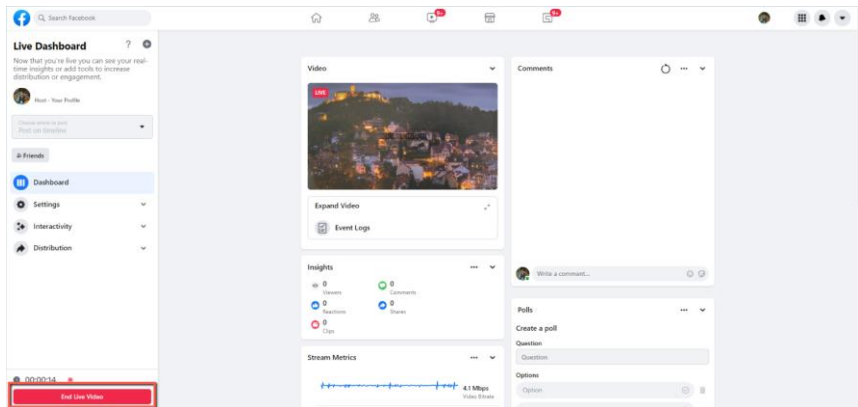 Search Facebook
9+
9+
Live Dashboard
?
Now that you're live you can see your real-
time insights or add tools to increase
distribution or engagement.
Host - Your Profile
Choose where to post
Post on timeline
Friends
Dashboard
Settings
Interactivity
Distribution
00:00:14
End Live Video
Video
LIVE
Expand Video
Event Logs
Insights
0
Viewers
0
Comments
0
Reactions
0
Shares
0
Clips
Stream Metrics
4.1 Mbps
Video Bitrate
Comments
Write a comment...
Polls
Create a poll
Question
Question
Options
Option